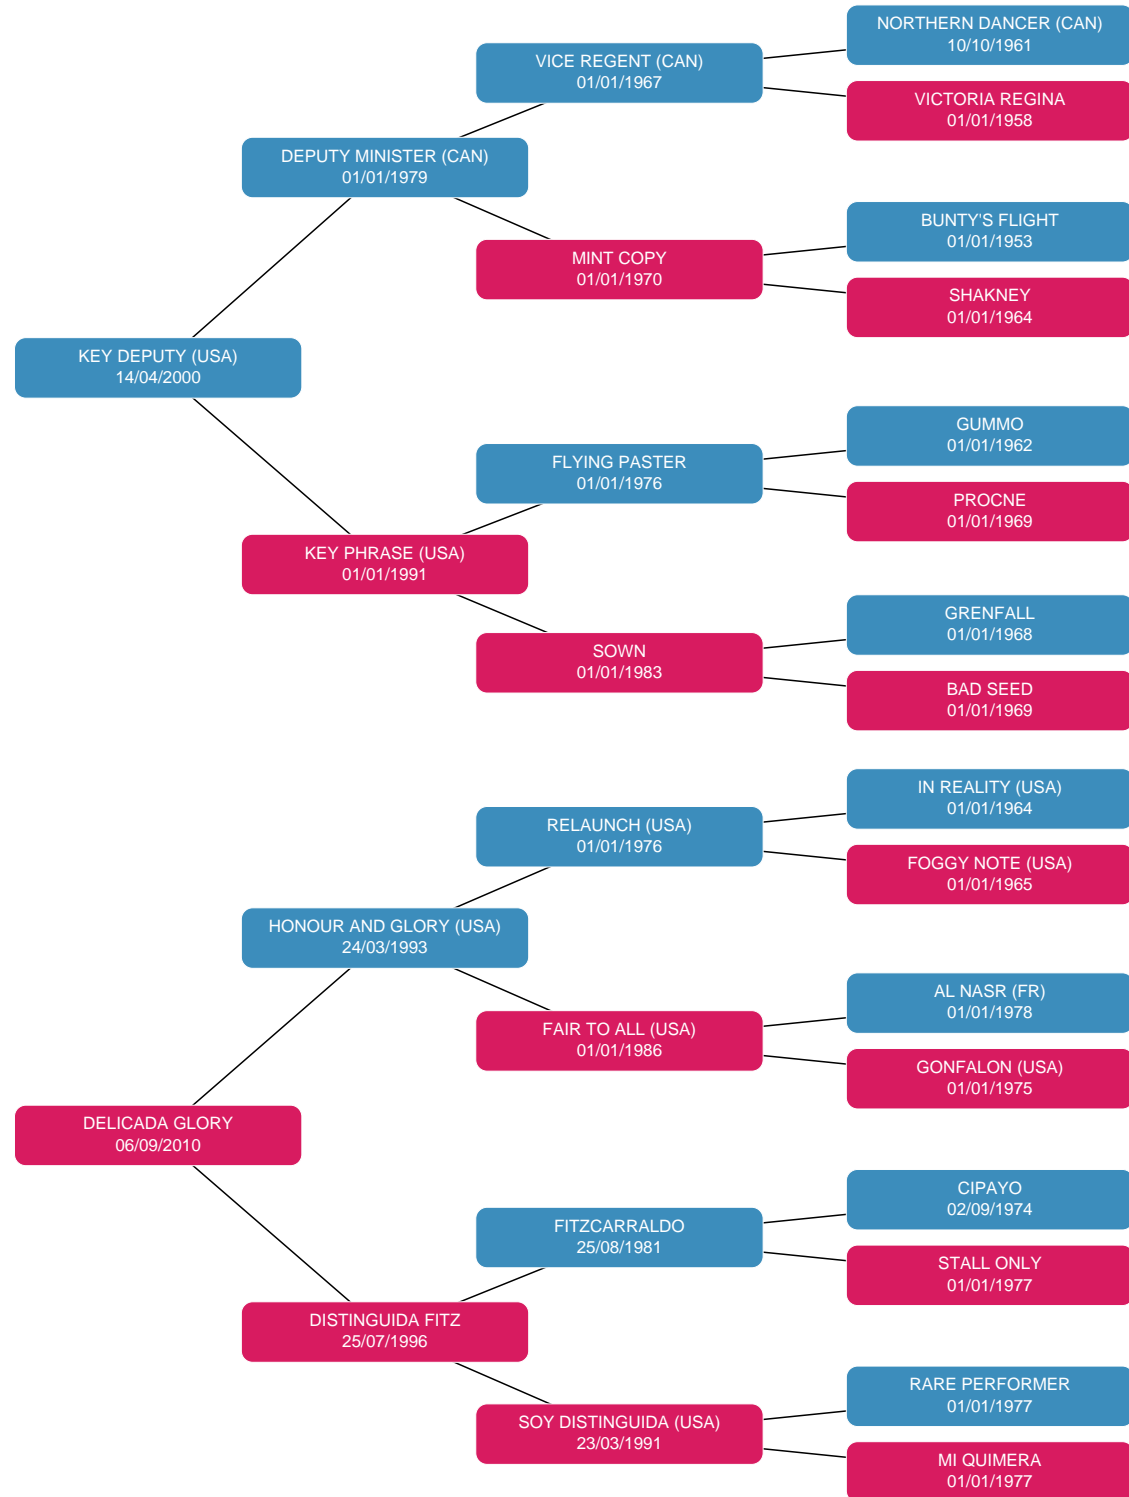 NORTHERN DANCER (CAN)
10/10/1961
VICE REGENT (CAN)
01/01/1967
VICTORIA REGINA
01/01/1958
DEPUTY MINISTER (CAN)
01/01/1979
BUNTY'S FLIGHT
01/01/1953
MINT COPY
01/01/1970
SHAKNEY
01/01/1964
KEY DEPUTY (USA)
14/04/2000
GUMMO
01/01/1962
FLYING PASTER
01/01/1976
PROCNE
01/01/1969
KEY PHRASE (USA)
01/01/1991
GRENFALL
01/01/1968
SOWN
01/01/1983
BAD SEED
01/01/1969
IN REALITY (USA)
01/01/1964
RELAUNCH (USA)
01/01/1976
FOGGY NOTE (USA)
01/01/1965
HONOUR AND GLORY (USA)
24/03/1993
AL NASR (FR)
01/01/1978
FAIR TO ALL (USA)
01/01/1986
GONFALON (USA)
01/01/1975
DELICADA GLORY
06/09/2010
CIPAYO
02/09/1974
FITZCARRALDO
25/08/1981
STALL ONLY
01/01/1977
DISTINGUIDA FITZ
25/07/1996
RARE PERFORMER
01/01/1977
SOY DISTINGUIDA (USA)
23/03/1991
MI QUIMERA
01/01/1977